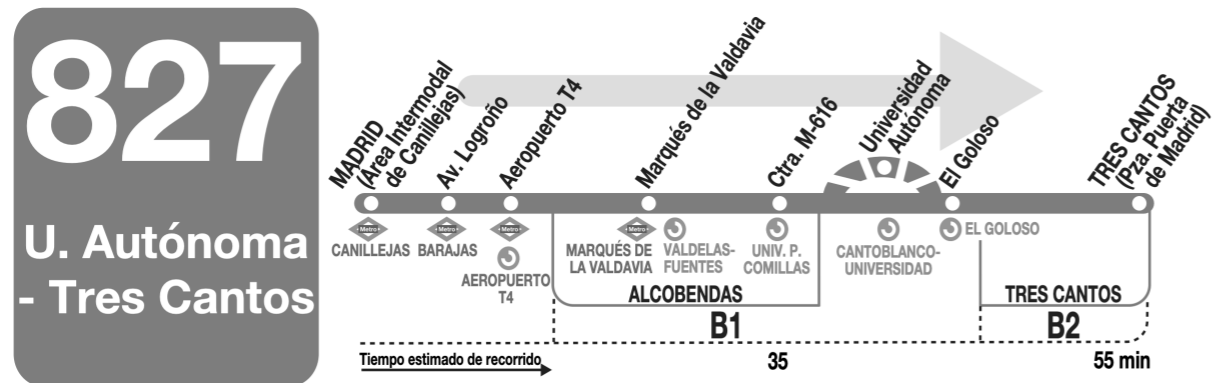 827
U. Autónoma
- Tres Cantos
MADRID
(Área Intermodal
de Canillejas)
Av. Logroño
Aeropuerto T4
Marqués de la Valdavia
Ctra. M-616
Universidad
Autónoma
El Goloso
TRES CANTOS
(Pza. Puerta
de Madrid)
Metro
CANILLEJAS
Metro
BARAJAS
Metro
AEROPUERTO
T4
Metro
MARQUÉS DE
LA VALDAVIA
VALDELAS-
FUENTES
UNIV. P.
COMILLAS
CANTOBLANCO-
UNIVERSIDAD
EL GOLOSO
ALCOBENDAS
TRES CANTOS
B1
B2
Tiempo estimado de recorrido
35
55 min